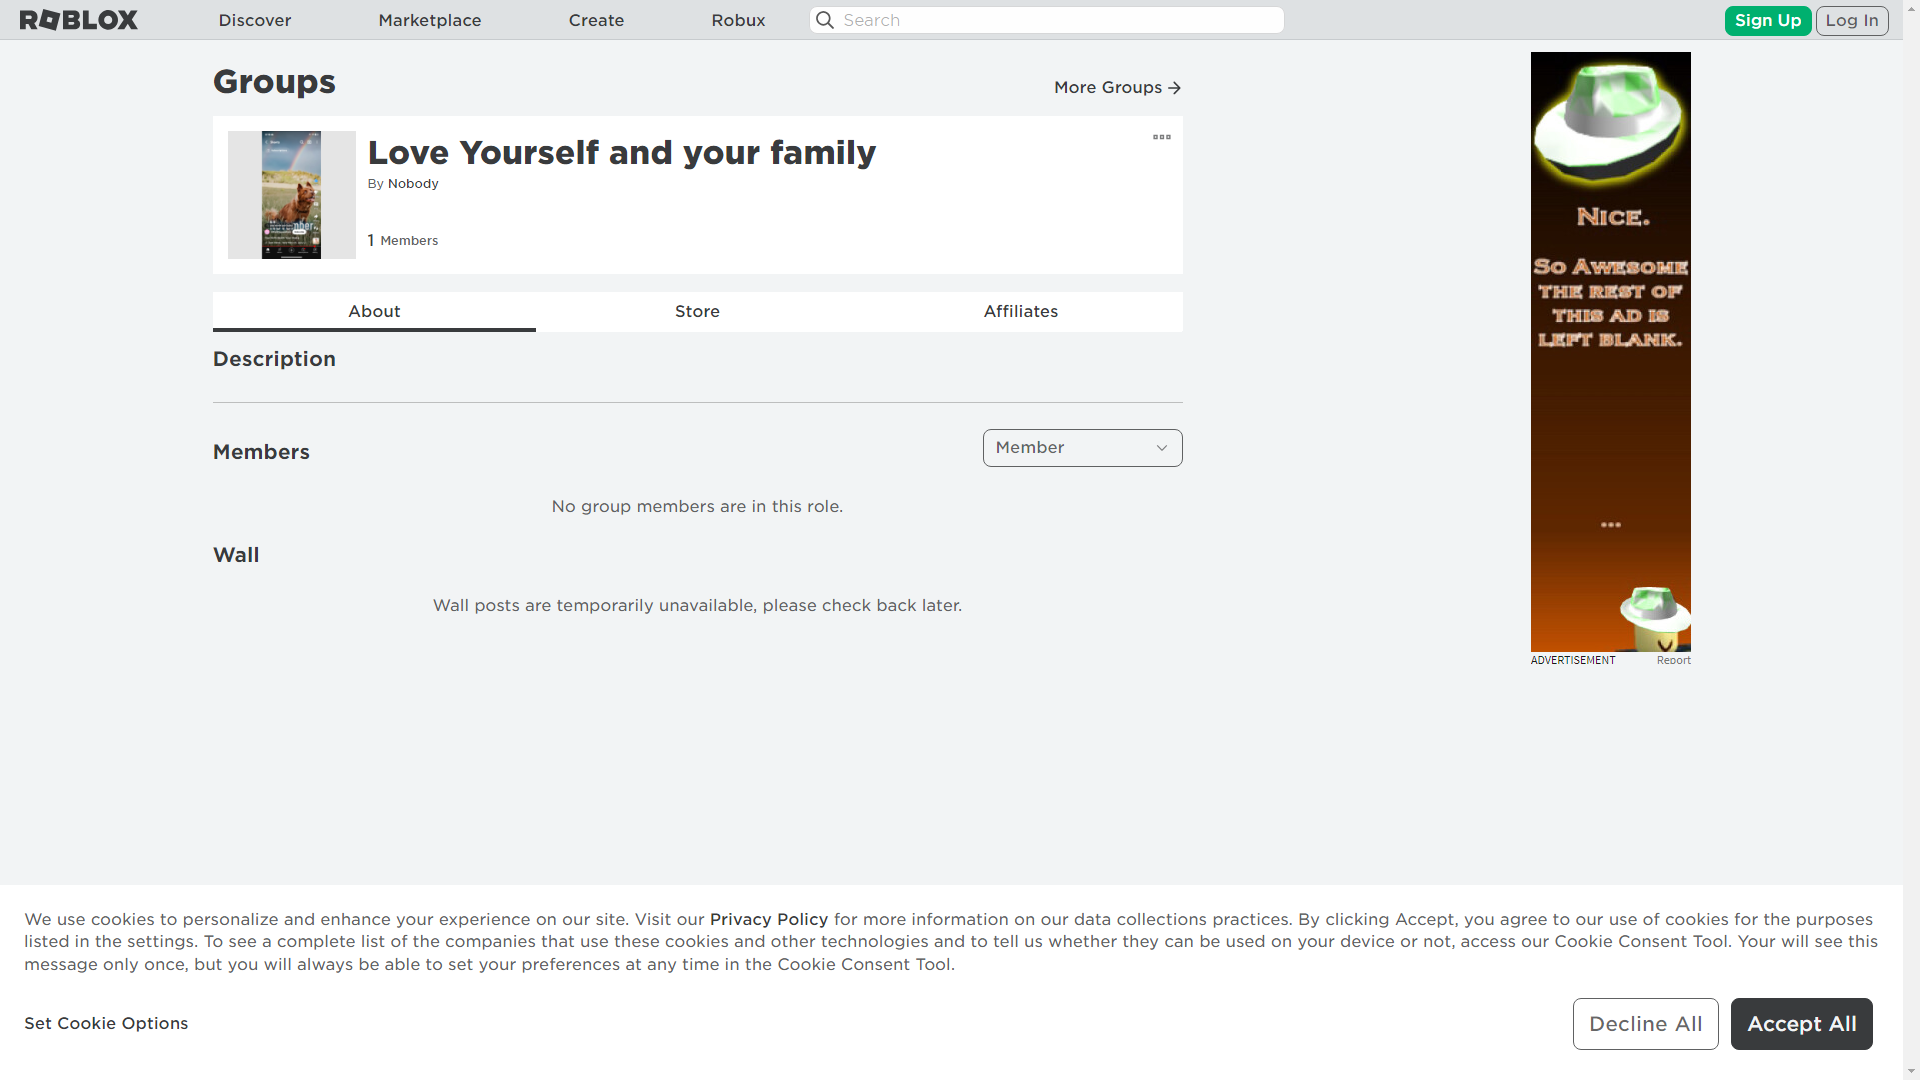 ROBLOX
Discover
Marketplace
Create
Robux
Search
Sign Up
Log In
Groups
More Groups
Love Yourself and your family
By Nobody
1 Members
About
Store
Affiliates
Description
Members
Member
No group members are in this role.
Wall
Wall posts are temporarily unavailable, please check back later.
Nice.
So Awesome
the rest of
this ad is
left blank.
...
ADVERTISEMENT
Report
We use cookies to personalize and enhance your experience on our site. Visit our Privacy Policy for more information on our data collections practices. By clicking Accept, you agree to our use of cookies for the purposes
listed in the settings. To see a complete list of the companies that use these cookies and other technologies and to tell us whether they can be used on your device or not, access our Cookie Consent Tool. Your will see this
message only once, but you will always be able to set your preferences at any time in the Cookie Consent Tool.
Set Cookie Options
Decline All
Accept All